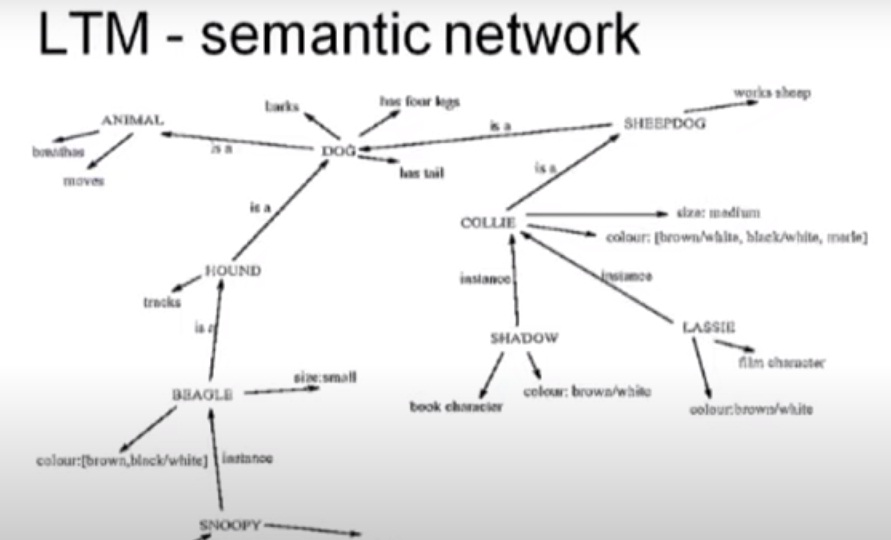 LTM - semantic network
works sheep
has four legs
barks
ANIMAL
SHEEPDOG
is a
is a
DOG
breathes
has tail
is a
moves
is a
size: medium
COLLIE
colour: [brown/white, black/white, merle]
HOUND
instance
instance
tracks
is a
LASSIE
SHADOW
film character
size:small
BEAGLE
colour: brown/white
book character
colour:brown/white
colour:[brown,black/white]
instance
SNOOPY